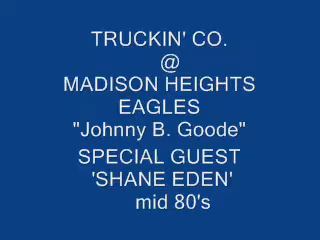 TRUCKIN' CO.
@
MADISON HEIGHTS
EAGLES
"Johnny B. Goode"
SPECIAL GUEST
'SHANE EDEN'
mid 80's